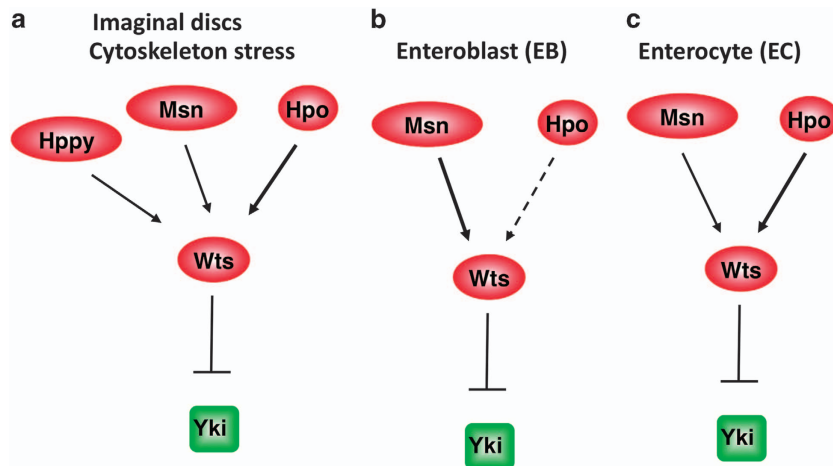 a
Imaginal discs
Cytoskeleton stress
Hppy
Msn
Hpo
Wts
Yki
b
Enteroblast (EB)
Msn
Hpo
Wts
Yki
c
Enterocyte (EC)
Msn
Hpo
Wts
Yki